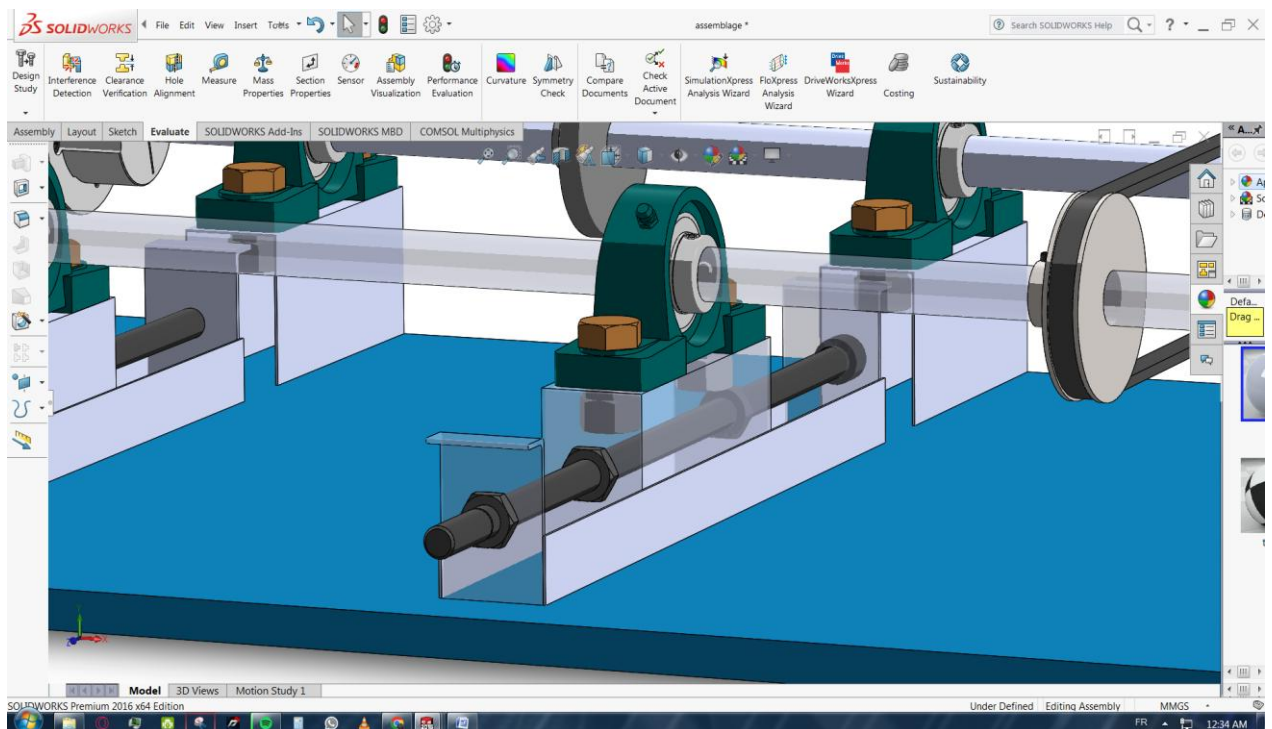 SOLIDWORKS File Edit View Insert Tools assemblage * Search SOLIDWORKS Help ?
Design Study
Interference Detection
Clearance Verification
Hole Alignment
Measure
Mass Properties
Section Properties
Sensor
Assembly Visualization
Performance Evaluation
Curvature
Symmetry Check
Compare Documents
Check Active Document
SimulationXpress Analysis Wizard
FloXpress Analysis Wizard
DriveWorksXpress Wizard
Costing
Sustainability
Assembly Layout Sketch Evaluate SOLIDWORKS Add-Ins SOLIDWORKS MBD COMSOL Multiphysics
« A...
Ap
Sc
De
Defa...
Drag ...
t
Model 3D Views Motion Study 1
SOLIDWORKS Premium 2016 x64 Edition Under Defined Editing Assembly MMGS
FR 12:34 AM